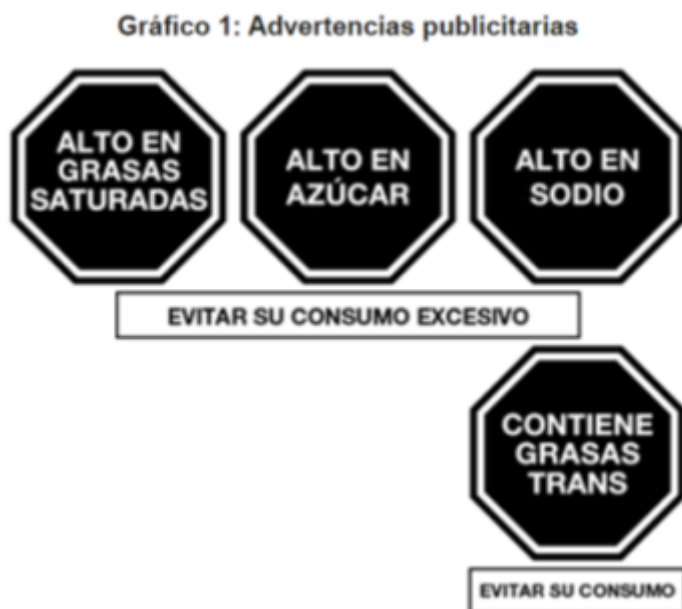 Gráfico 1: Advertencias publicitarias
ALTO EN
GRASAS
SATURADAS
ALTO EN
AZÚCAR
ALTO EN
SODIO
EVITAR SU CONSUMO EXCESIVO
CONTIENE
GRASAS
TRANS
EVITAR SU CONSUMO